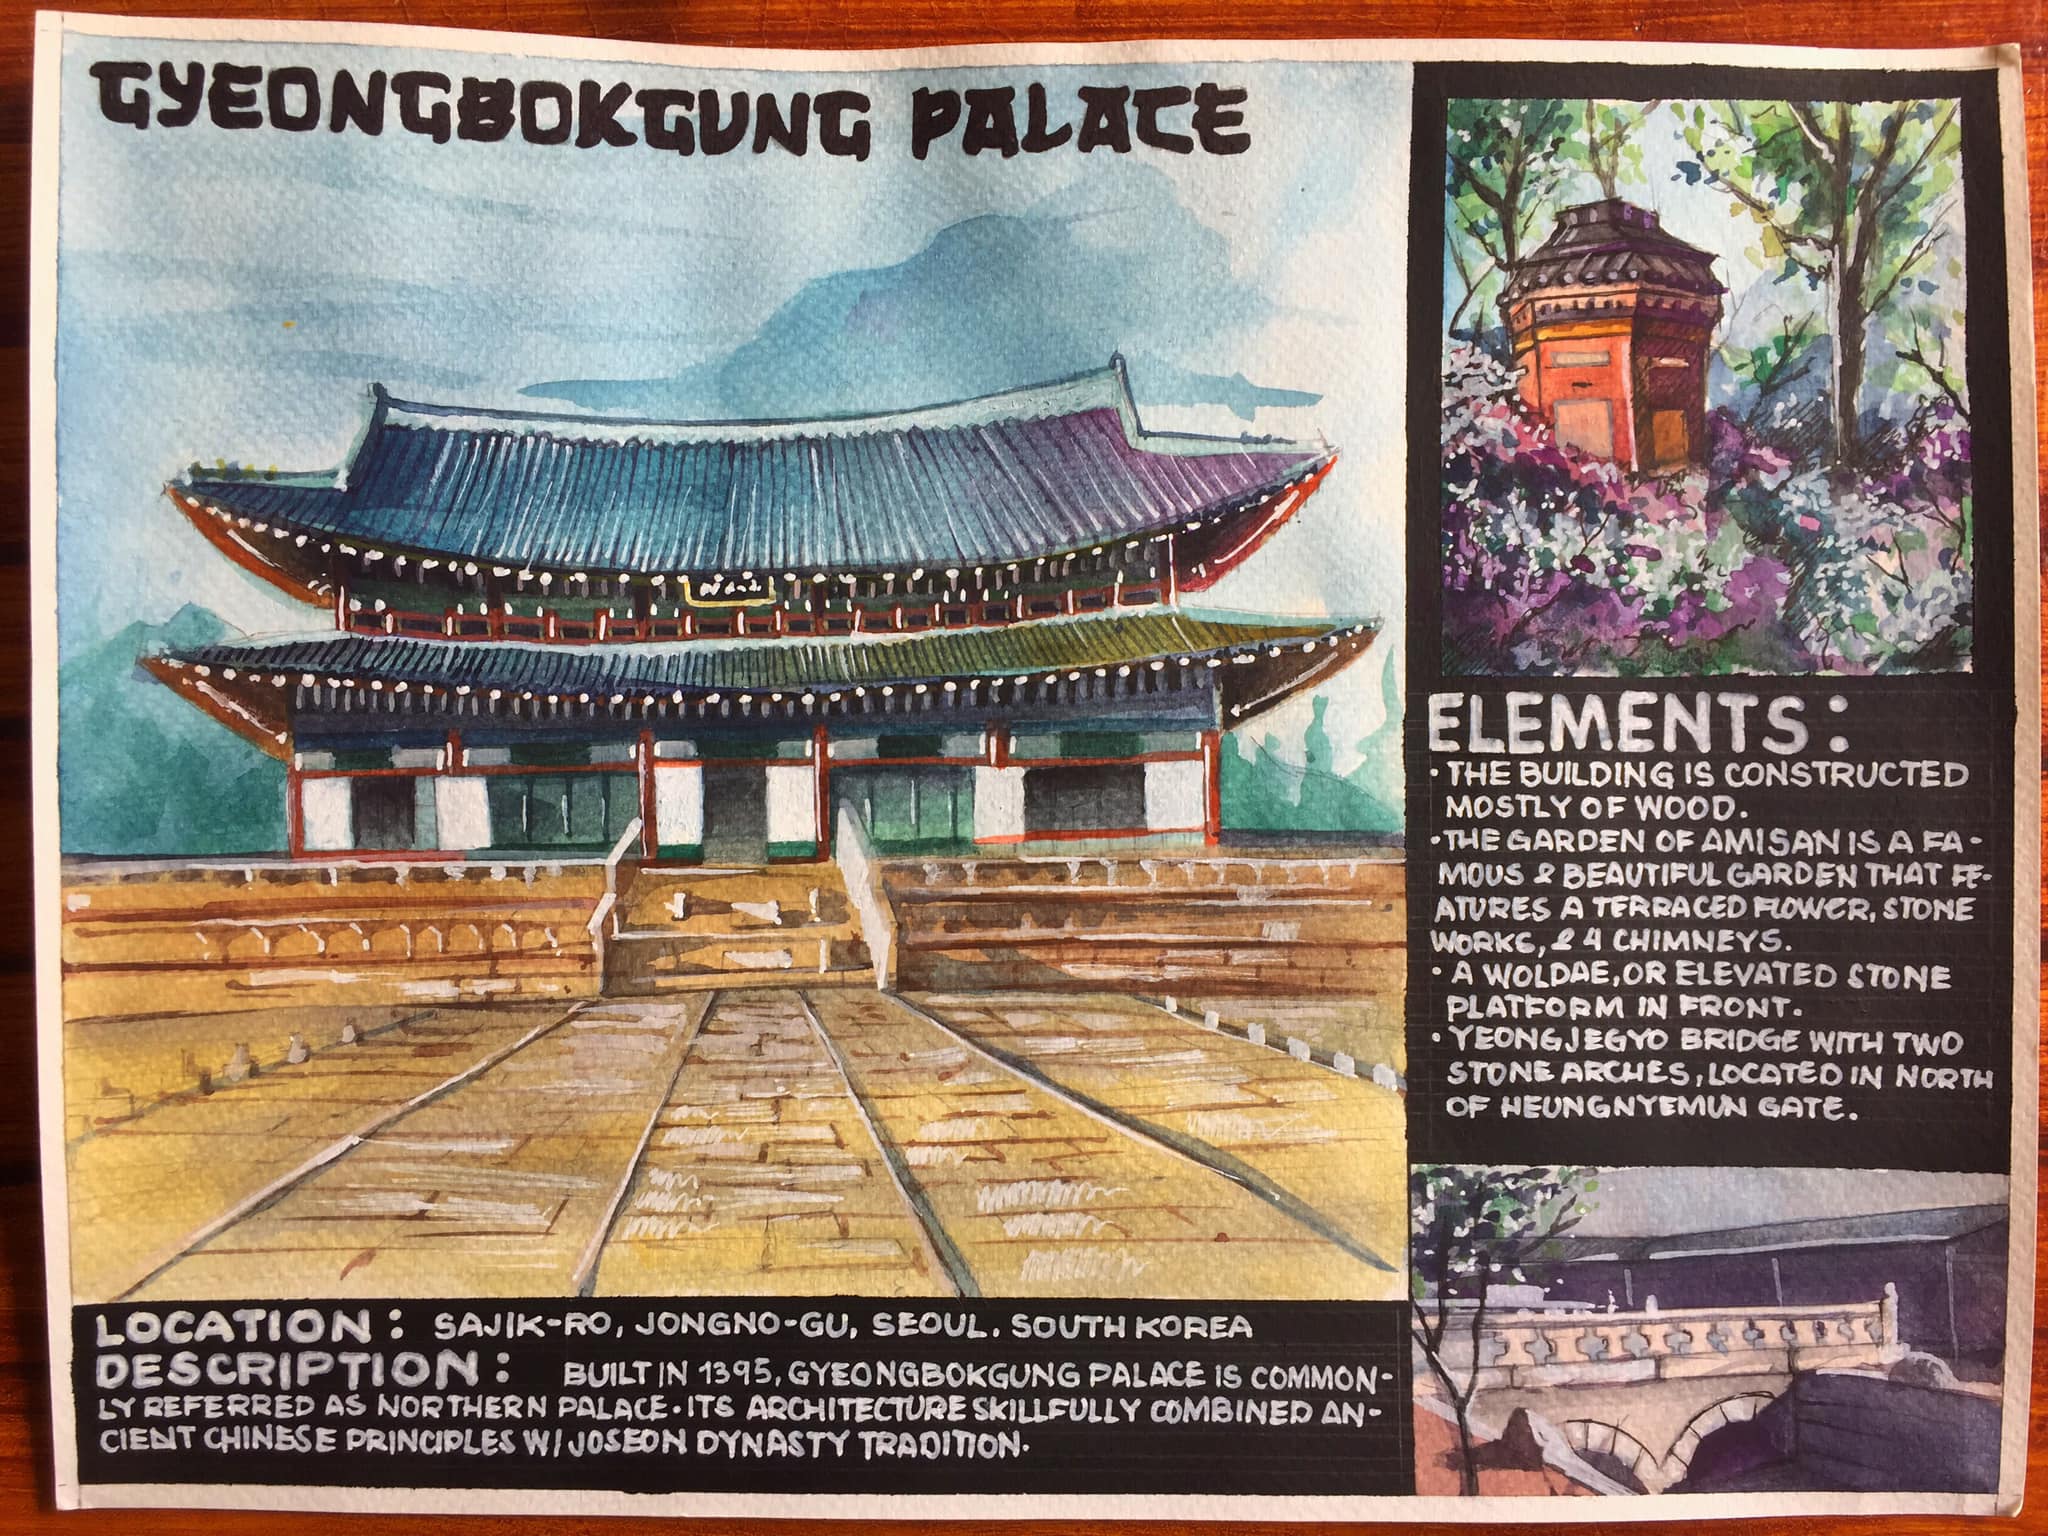 GYEONGBOKGUNG PALACE
ELEMENTS:
• THE BUILDING IS CONSTRUCTED
MOSTLY OF WOOD.
• THE GARDEN OF AMISAN IS A FA-
MOUS & BEAUTIFUL GARDEN THAT FE-
ATURES A TERRACED FLOWER, STONE
WORKS, & 4 CHIMNEYS.
• A WOLDAE, OR ELEVATED STONE
PLATFORM IN FRONT.
• YEONGJEGYO BRIDGE WITH TWO
STONE ARCHES, LOCATED IN NORTH
OF HEUNGNYEMUN GATE.
LOCATION: SAJIK-RO, JONGNO-GU, SEOUL. SOUTH KOREA
DESCRIPTION: BUILT IN 1395, GYEONGBOKGUNG PALACE IS COMMON-
LY REFERRED AS NORTHERN PALACE. ITS ARCHITECTURE SKILLFULLY COMBINED AN-
CIENT CHINESE PRINCIPLES W/ JOSEON DYNASTY TRADITION.